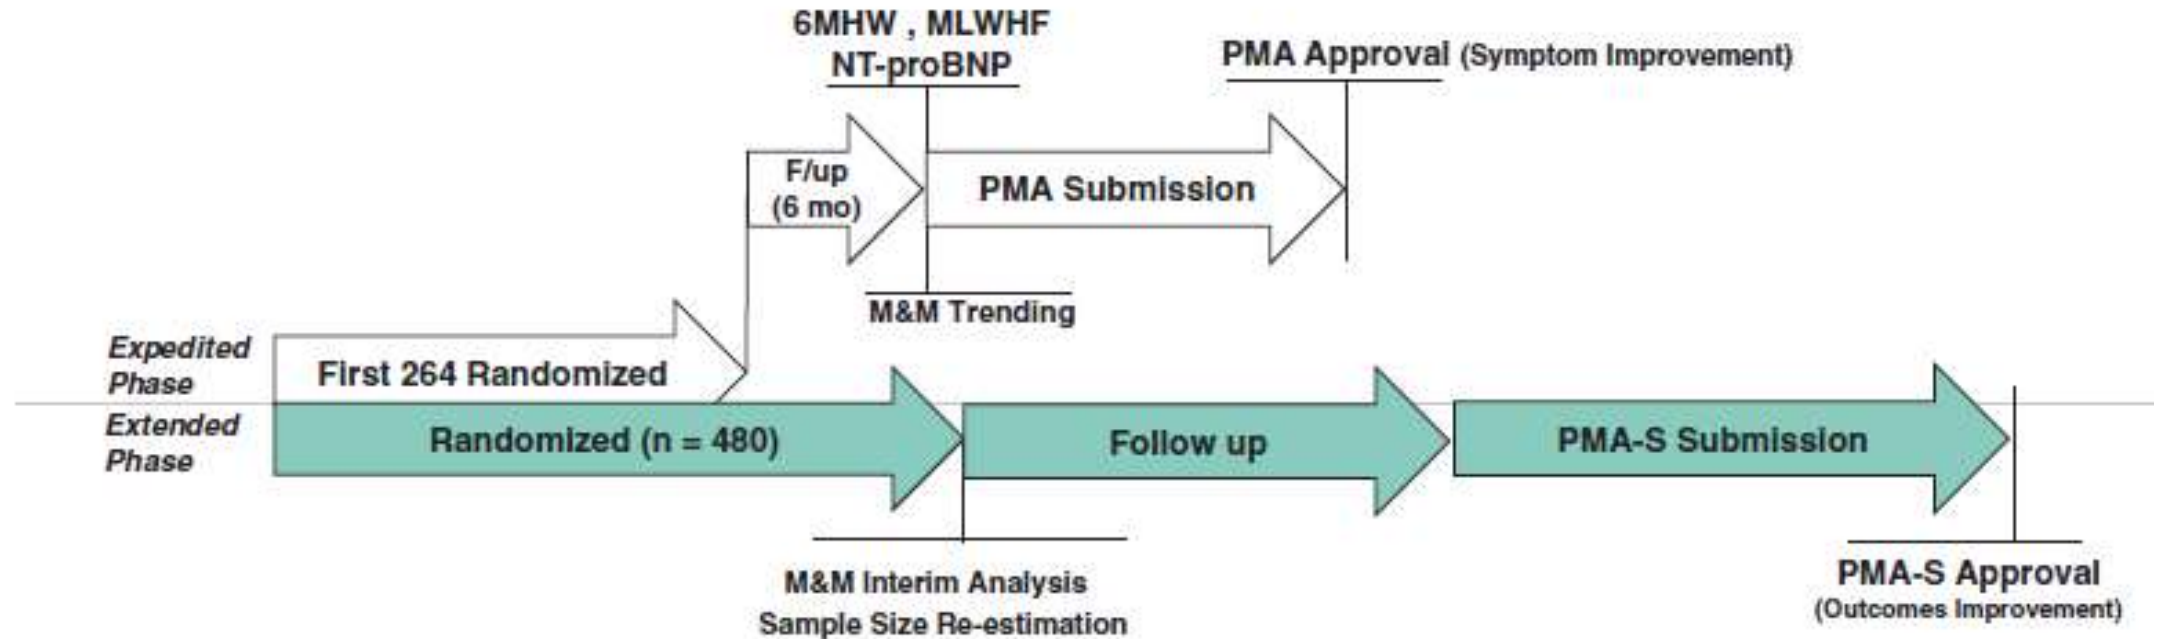 6MHW , MLWHF
NT-proBNP
PMA Approval (Symptom Improvement)
F/up
(6 mo)
PMA Submission
M&M Trending
Expedited
Phase
First 264 Randomized
Extended
Phase
Randomized (n = 480)
Follow up
PMA-S Submission
M&M Interim Analysis
Sample Size Re-estimation
PMA-S Approval
(Outcomes Improvement)